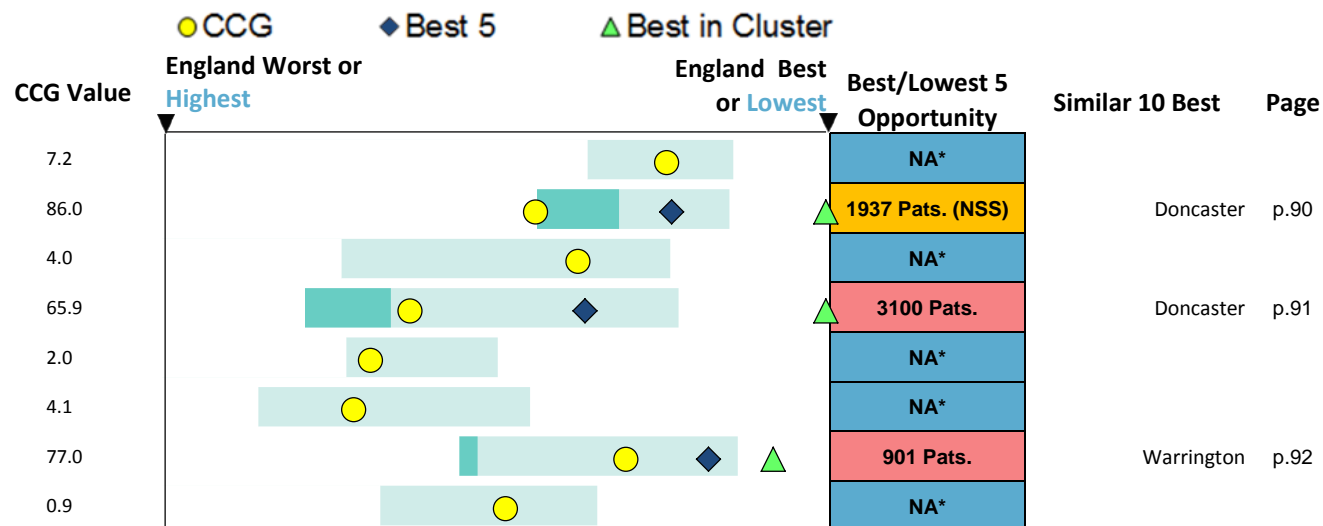 CCG Best 5 Best in Cluster
CCG Value
England Worst or
Highest
England Best
or Lowest
Best/Lowest 5
Opportunity
Similar 10 Best
Page
7.2 NA*
86.0 1937 Pats. (NSS) Doncaster p.90
4.0 NA*
65.9 3100 Pats. Doncaster p.91
2.0 NA*
4.1 NA*
77.0 901 Pats. Warrington p.92
0.9 NA*